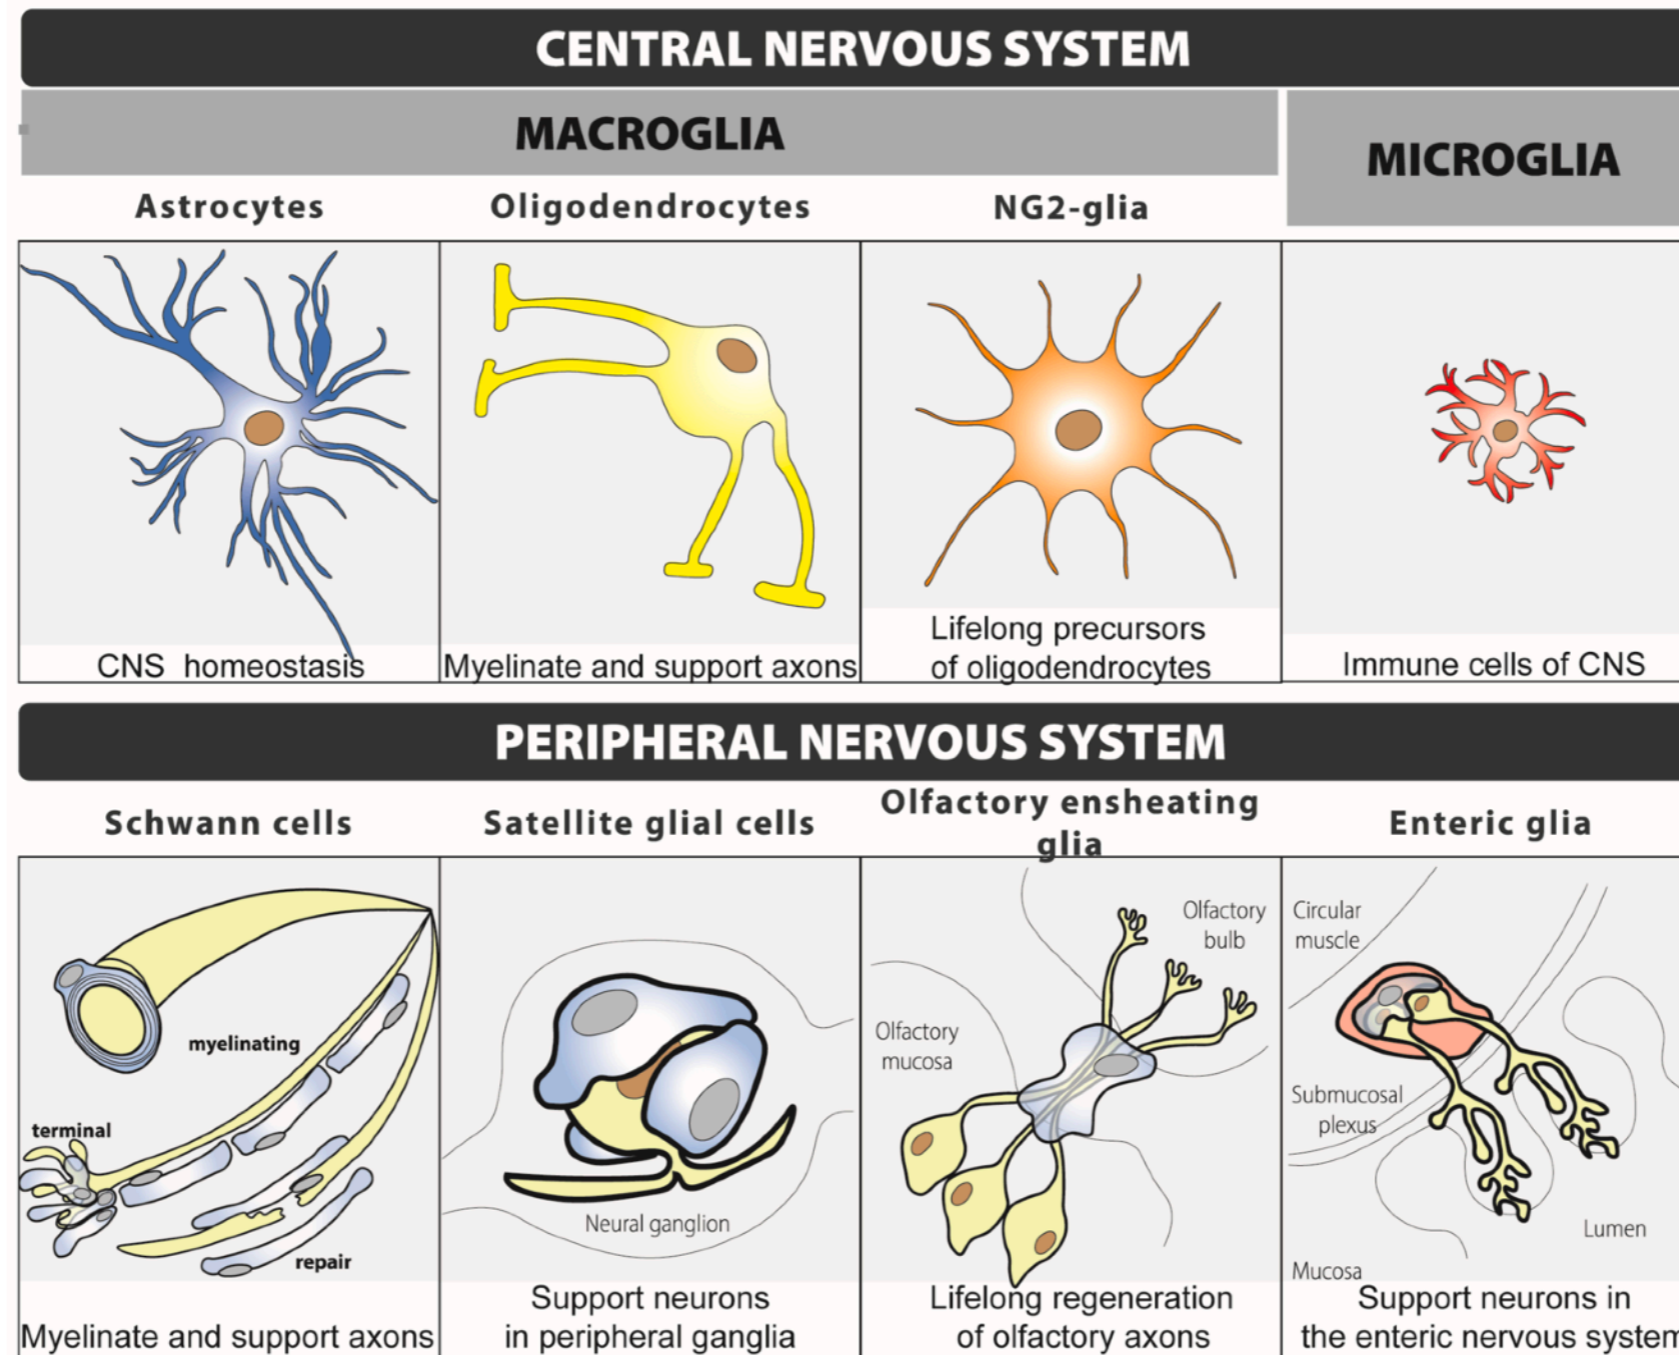 CENTRAL NERVOUS SYSTEM
MACROGLIA
MICROGLIA
Astrocytes
Oligodendrocytes
NG2-glia
CNS homeostasis
Myelinate and support axons
Lifelong precursors
of oligodendrocytes
Immune cells of CNS
PERIPHERAL NERVOUS SYSTEM
Schwann cells
Satellite glial cells
Olfactory ensheating
glia
Enteric glia
myelinating
terminal
repair
Myelinate and support axons
Neural ganglion
Support neurons
in peripheral ganglia
Olfactory
bulb
Olfactory
mucosa
Lifelong regeneration
of olfactory axons
Circular
muscle
Submucosal
plexus
Lumen
Mucosa
Support neurons in
the enteric nervous system